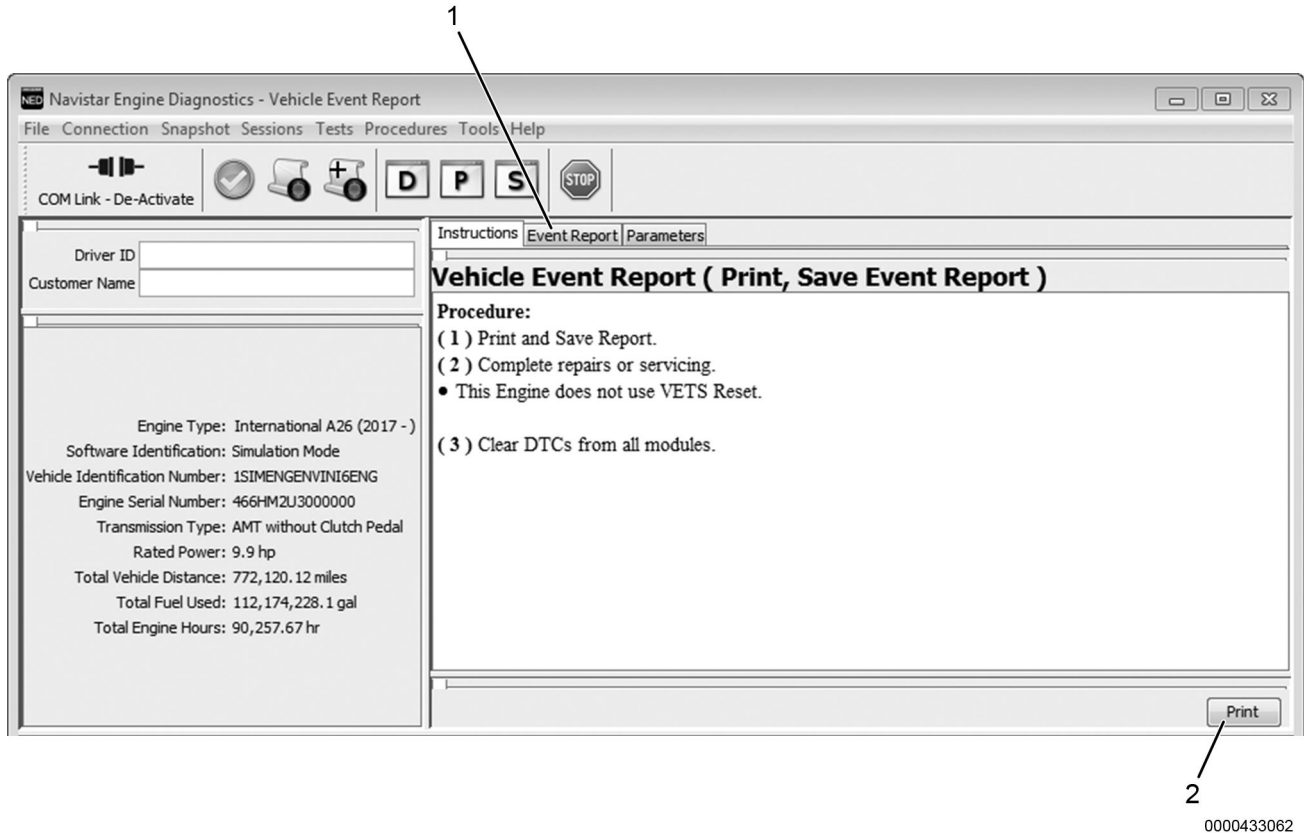 1
NED Navistar Engine Diagnostics - Vehicle Event Report
File Connection Snapshot Sessions Tests Procedures Tools Help
COM Link - De-Activate
D P S STOP
Driver ID
Customer Name
Engine Type: International A26 (2017 - )
Software Identification: Simulation Mode
Vehicle Identification Number: 1SIMENGENVINI6ENG
Engine Serial Number: 466HM2U3000000
Transmission Type: AMT without Clutch Pedal
Rated Power: 9.9 hp
Total Vehicle Distance: 772,120.12 miles
Total Fuel Used: 112,174,228.1 gal
Total Engine Hours: 90,257.67 hr
Instructions Event Report Parameters
Vehicle Event Report ( Print, Save Event Report )
Procedure:
( 1 ) Print and Save Report.
( 2 ) Complete repairs or servicing.
• This Engine does not use VETS Reset.
( 3 ) Clear DTCs from all modules.
Print
2
0000433062